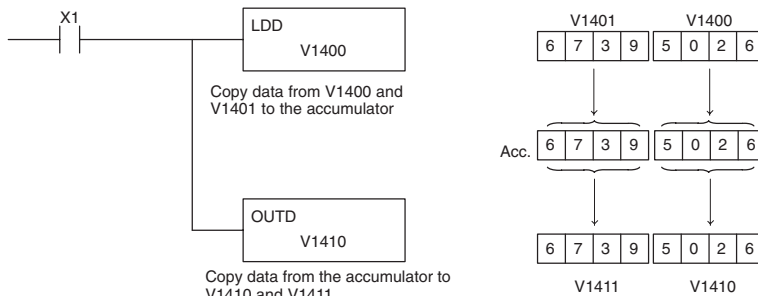 X1
LDD
V1400
Copy data from V1400 and
V1401 to the accumulator
OUTD
V1410
Copy data from the accumulator to
V1410 and V1411
V1401 V1400
6 7 3 9 5 0 2 6
Acc. 6 7 3 9 5 0 2 6
6 7 3 9 5 0 2 6
V1411 V1410